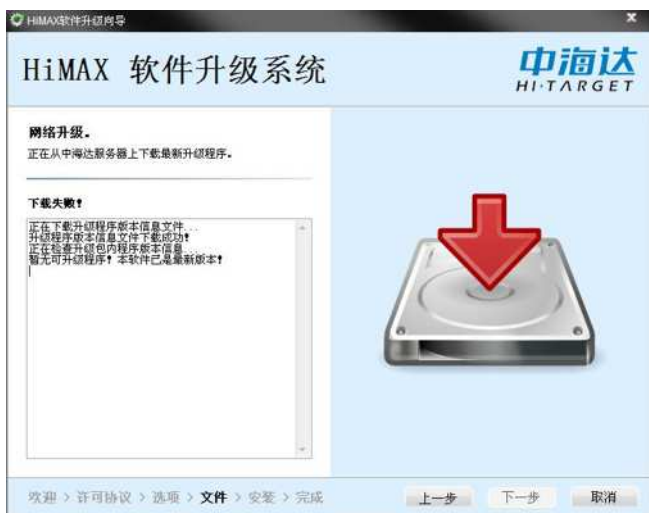 HiMAX软件升级向导
HiMAX 软件升级系统
中海达
HI·TARGET
网络升级。
正在从中海达服务器上下载最新升级程序。
下载失败！
正在下载升级程序版本信息文件...
升级程序版本信息文件下载成功！
正在检查升级包内程序版本信息...
暂无可升级程序！ 本软件已是最新版本！
欢迎 > 许可协议 > 选项 > 文件 > 安装 > 完成
上一步 下一步 取消